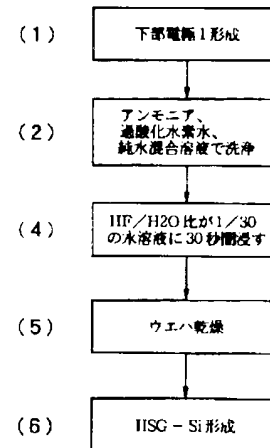 (1)
下部電極1形成
(2)
アンモニア、
過酸化水素水、
純水混合溶液で洗浄
(4)
HF/H2O比が1/30
の水溶液に30秒間浸す
(5)
ウエハ乾燥
(6)
HSG-Si形成